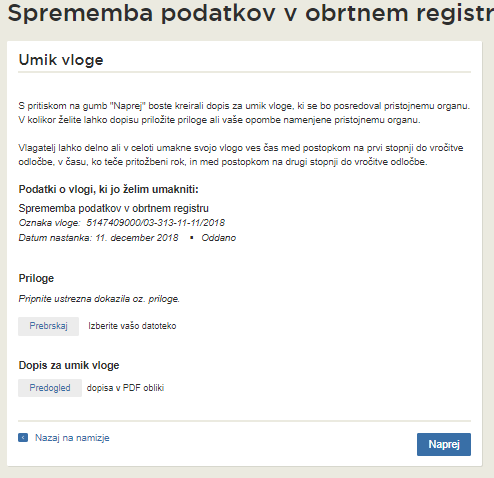 Sprememba podatkov v obrtnem registr
Umik vloge
S pritiskom na gumb "Naprej" boste kreirali dopis za umik vloge, ki se bo posredoval pristojnemu organu.
V kolikor želite lahko dopisu priložite priloge ali vaše opombe namenjene pristojnemu organu.
Vlagatelj lahko delno ali v celoti umakne svojo vlogo ves čas med postopkom na prvi stopnji do vročitve
odločbe, v času, ko teče pritožbeni rok, in med postopkom na drugi stopnji do vročitve odločbe.
Podatki o vlogi, ki jo želim umakniti:
Sprememba podatkov v obrtnem registru
Oznaka vloge: 5147409000/03-313-11-11/2018
Datum nastanka: 11. december 2018 ▪ Oddano
Priloge
Pripnite ustrezna dokazila oz. priloge.
Prebrskaj Izberite vašo datoteko
Dopis za umik vloge
Predogled dopisa v PDF obliki
Nazaj na namizje
Naprej